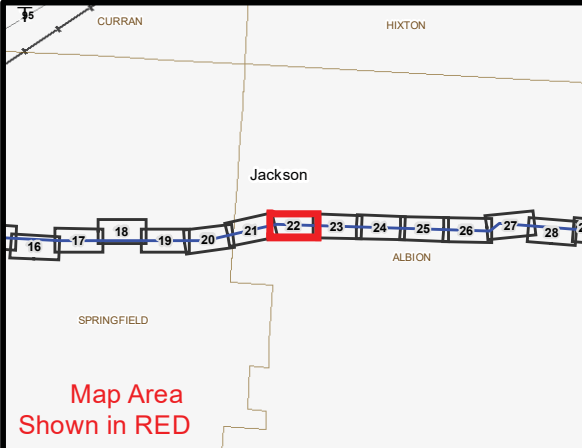 95
CURRAN
HIXTON
Jackson
16 17 18 19 20 21 22 23 24 25 26 27 28
ALBION
SPRINGFIELD
Map Area
Shown in RED